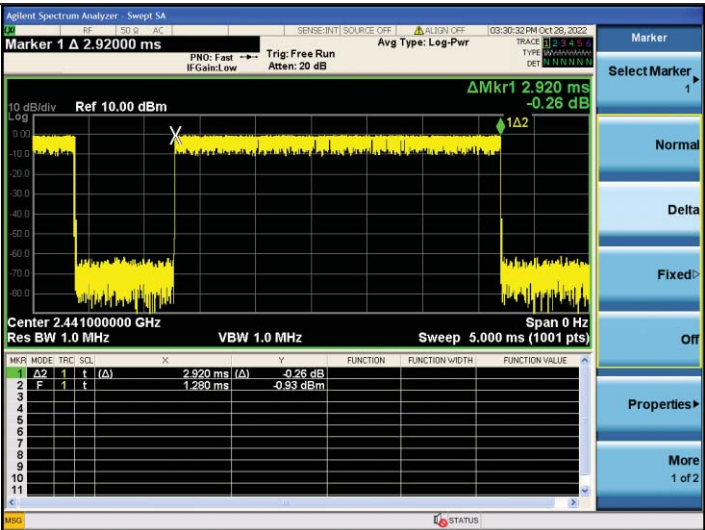 Agilent Spectrum Analyzer - Swept SA
RF 50 Ω AC SENSE:INT SOURCE OFF ALIGN OFF 03:30:32 PM Oct 28, 2022
Marker 1 Δ 2.92000 ms
PNO: Fast
IFGain:Low
Trig: Free Run
Atten: 20 dB
Avg Type: Log-Pwr
TRACE 1 2 3 4 5 6
TYPE
DET N N N N N N
ΔMkr1 2.920 ms
-0.26 dB
10 dB/div Ref 10.00 dBm
Log
1Δ2
0.00
-10.0
-20.0
-30.0
-40.0
-50.0
-60.0
-70.0
-80.0
Center 2.441000000 GHz Span 0 Hz
Res BW 1.0 MHz VBW 1.0 MHz Sweep 5.000 ms (1001 pts)
MKR MODE TRC SCL X Y FUNCTION FUNCTION WIDTH FUNCTION VALUE
1 Δ2 1 t (Δ) 2.920 ms (Δ) -0.26 dB
2 F 1 t 1.280 ms -0.93 dBm
3
4
5
6
7
8
9
10
11
MSG STATUS
Marker
Select Marker
1
Normal
Delta
Fixed
Off
Properties
More
1 of 2